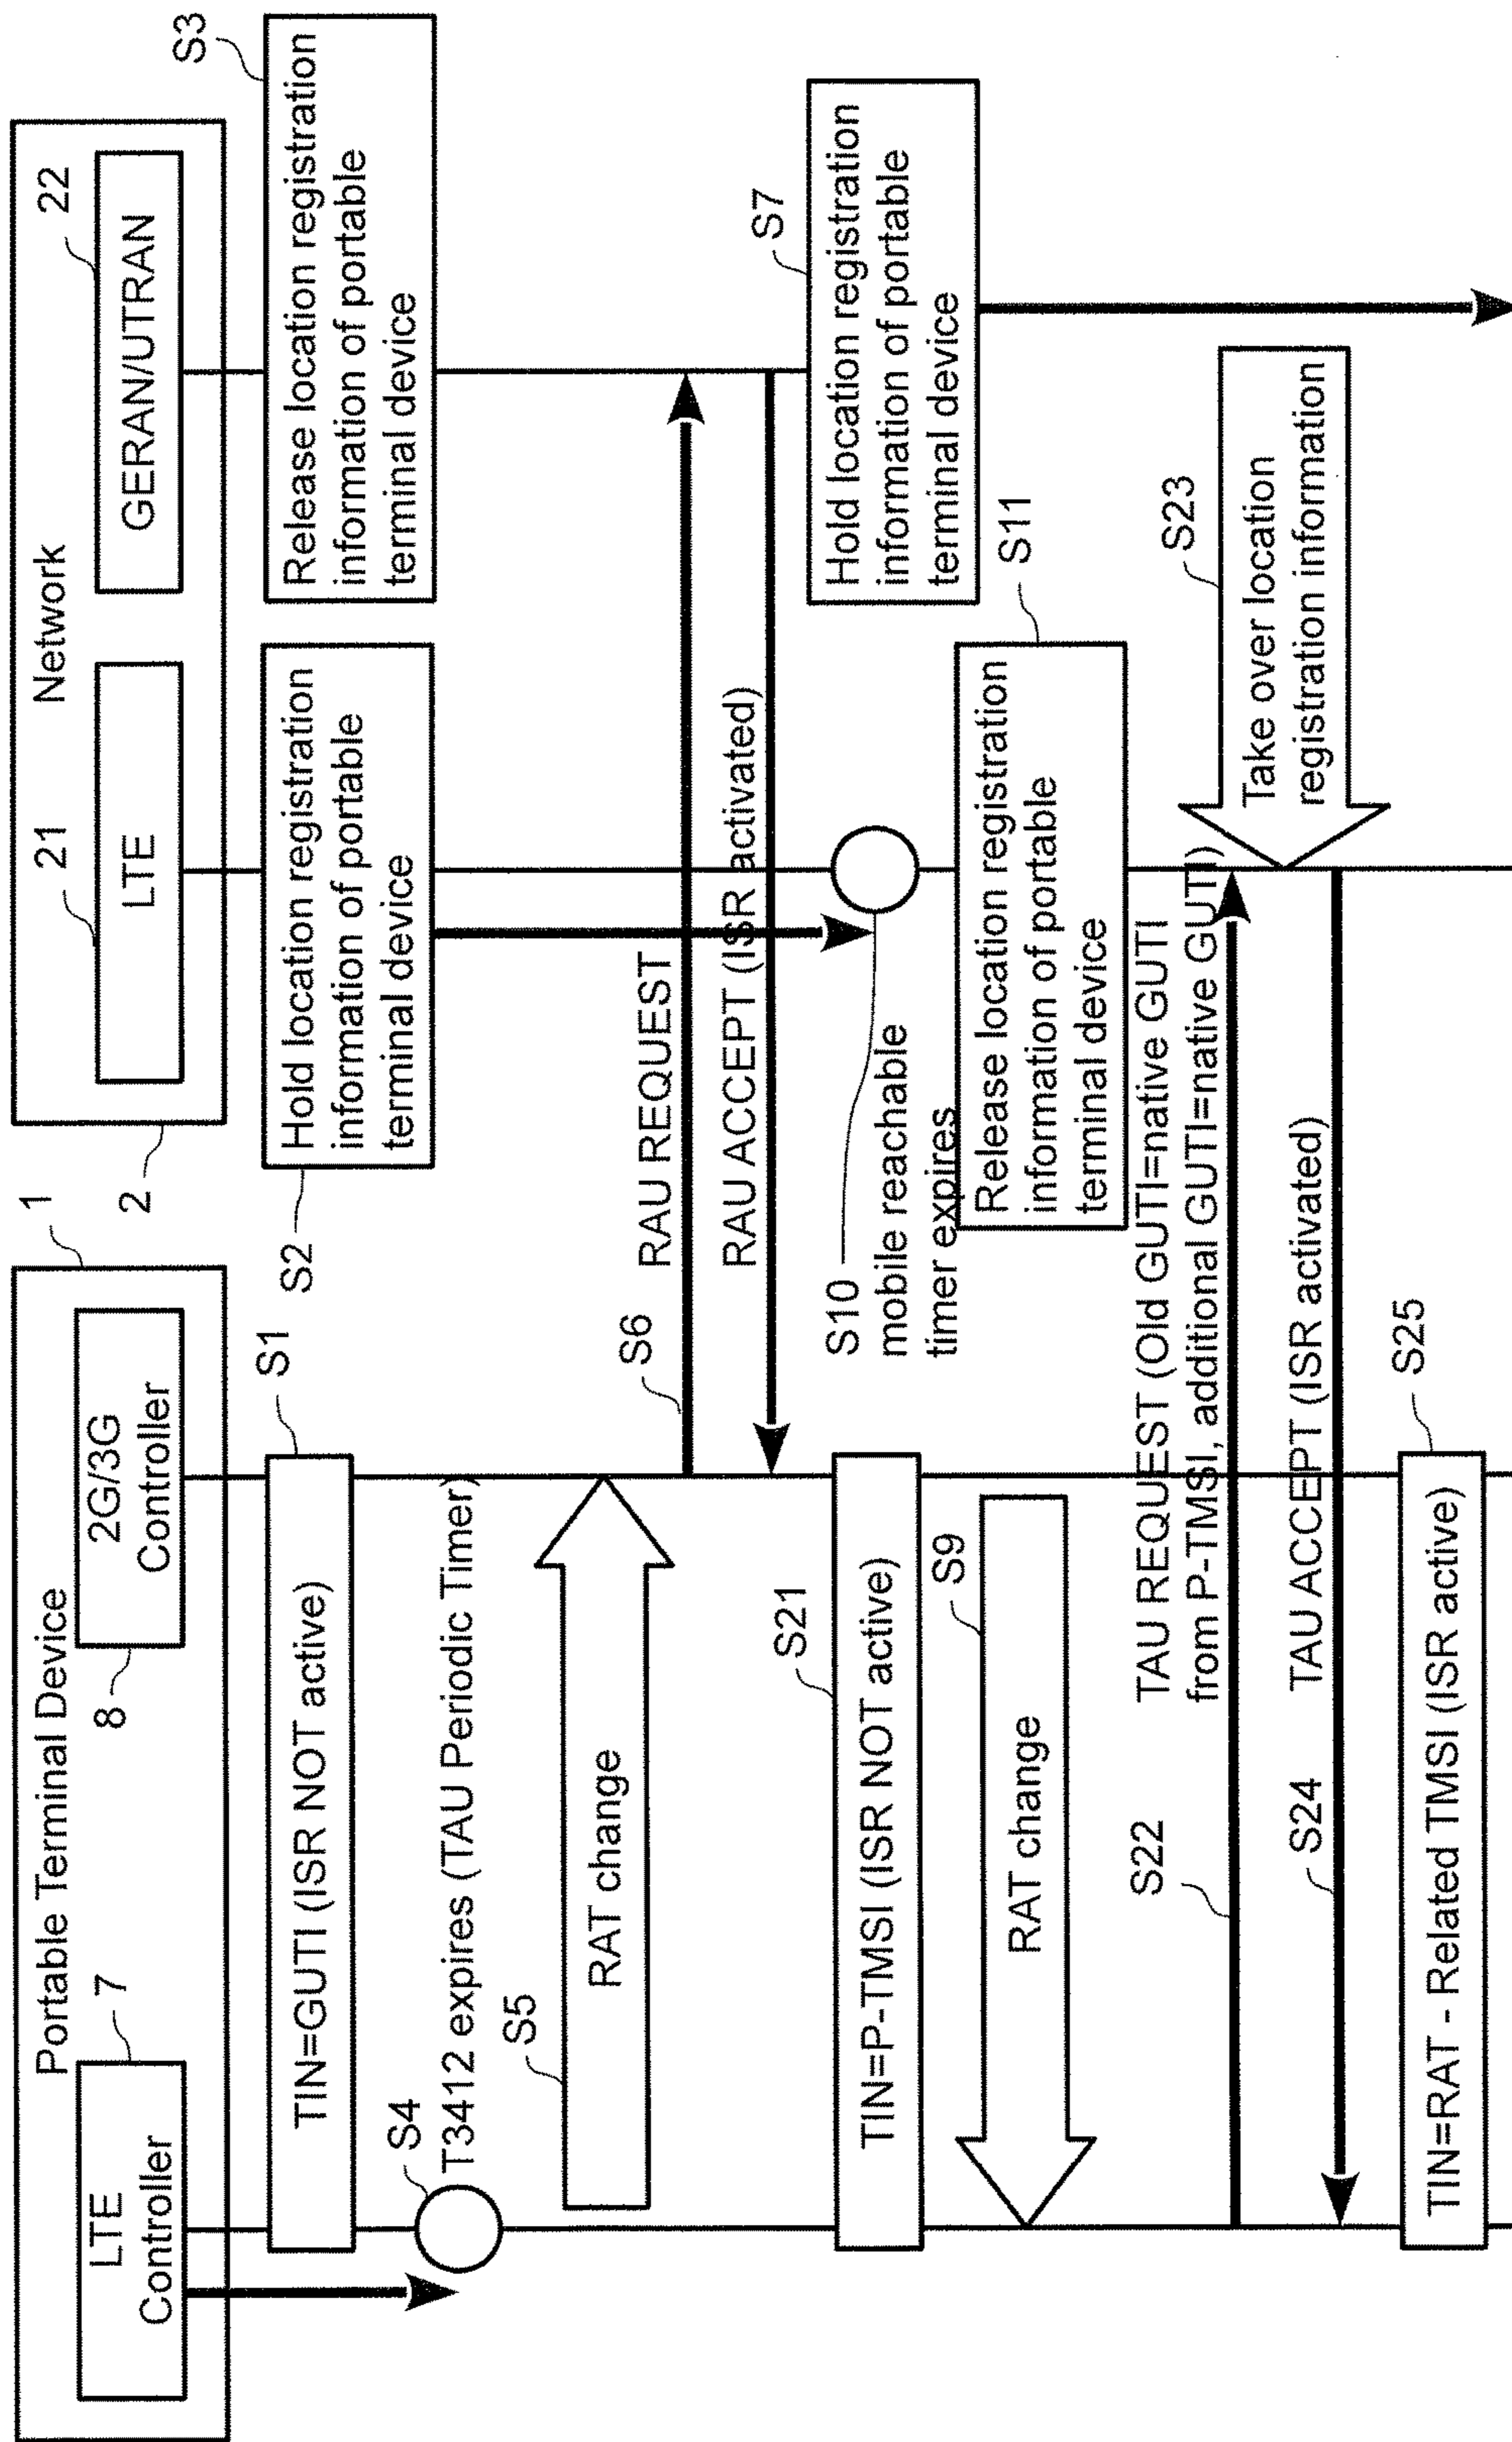 Portable Terminal Device
1
LTE
Controller
7
2G/3G
Controller
8
Network
2
LTE
21
GERAN/UTRAN
22
TIN=GUTI (ISR NOT active)
S1
Hold location registration
information of portable
terminal device
S2
Release location registration
information of portable
terminal device
S3
S4
T3412 expires (TAU Periodic Timer)
S5
RAT change
S6
RAU REQUEST
RAU ACCEPT (ISR activated)
Hold location registration
information of portable
terminal device
S7
S21
TIN=P-TMSI (ISR NOT active)
S10
mobile reachable
timer expires
S9
RAT change
Release location registration
information of portable
terminal device
S11
S22
TAU REQUEST (Old GUTI=native GUTI
from P-TMSI, additional GUTI=native GUTI)
Take over location
registration information
S23
S24
TAU ACCEPT (ISR activated)
TIN=RAT - Related TMSI (ISR active)
S25